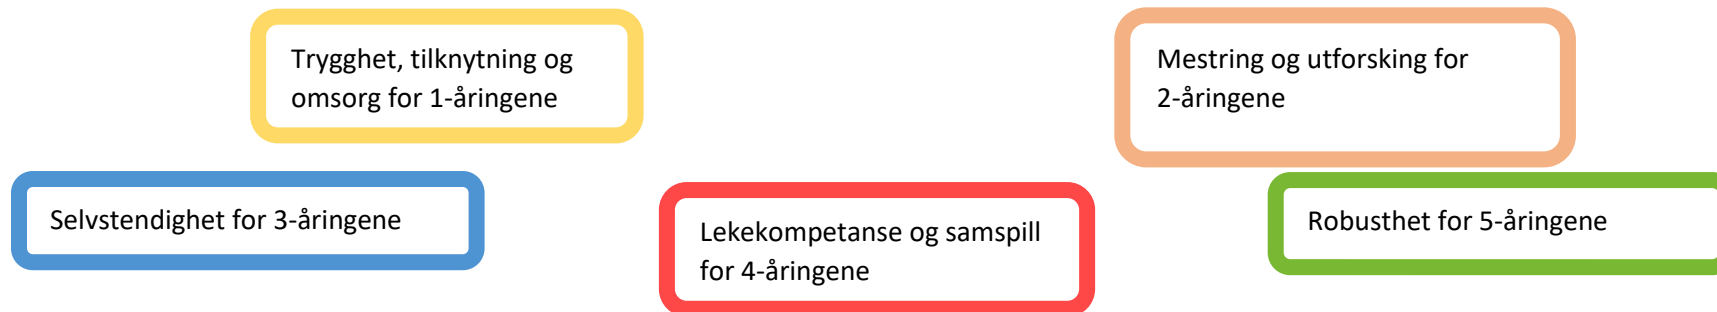 Trygghet, tilknytning og
omsorg for 1-åringene
Mestring og utforsking for
2-åringene
Selvstendighet for 3-åringene
Lekekompetanse og samspill
for 4-åringene
Robusthet for 5-åringene